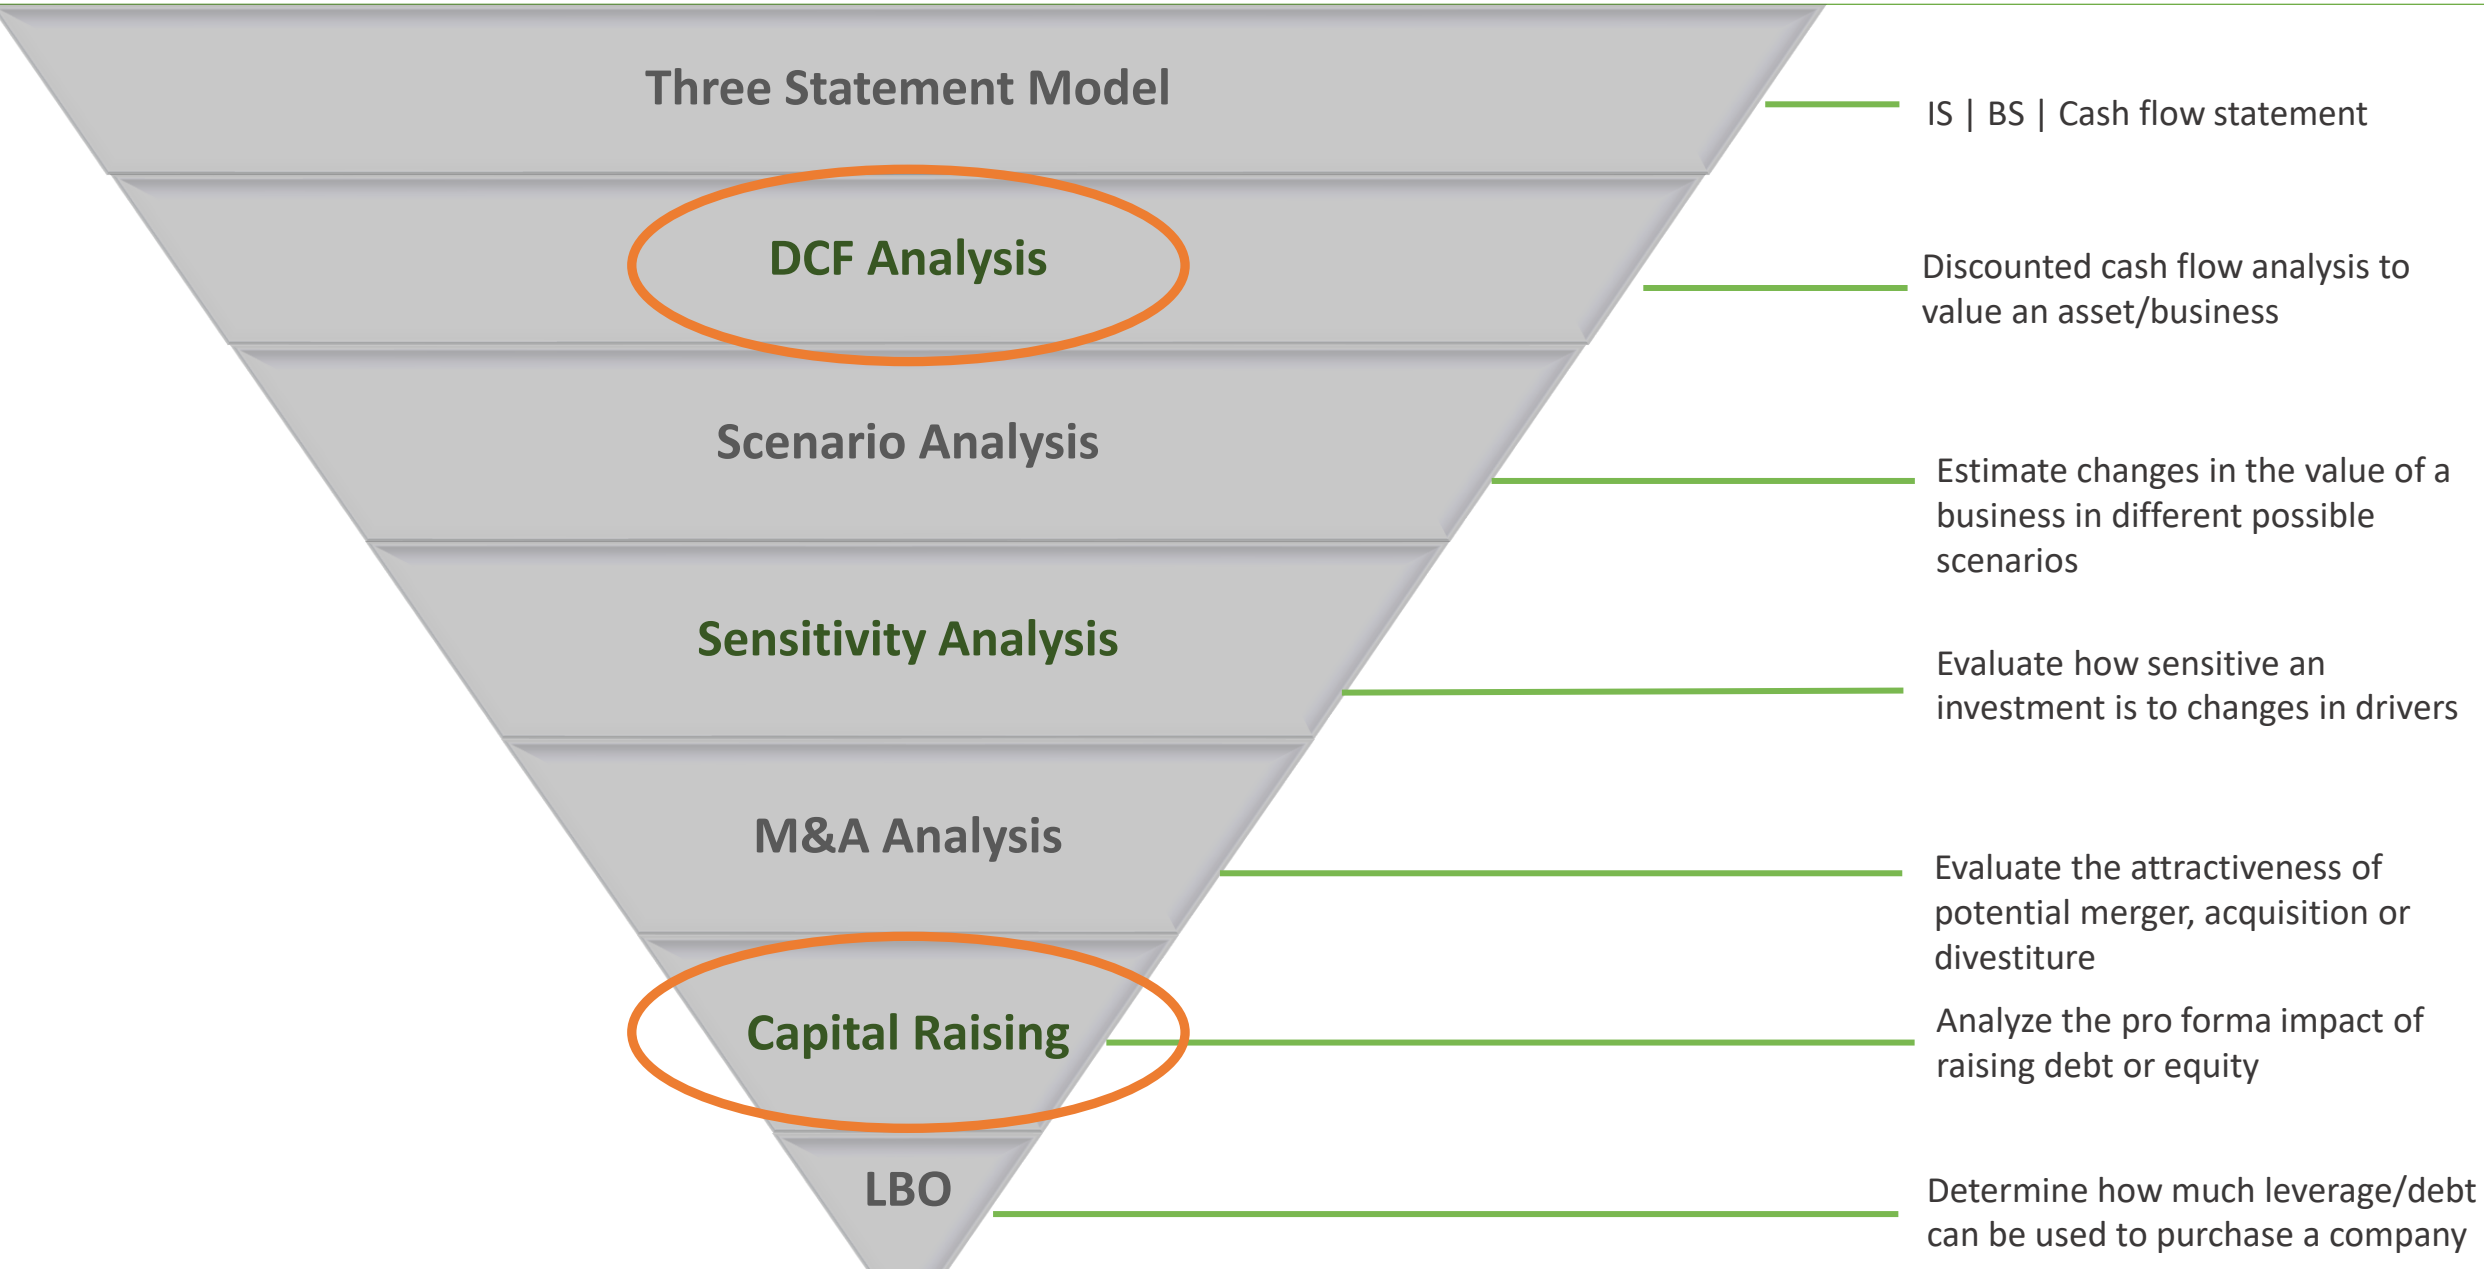 Three Statement Model
IS | BS | Cash flow statement
DCF Analysis
Discounted cash flow analysis to
value an asset/business
Scenario Analysis
Estimate changes in the value of a
business in different possible
scenarios
Sensitivity Analysis
Evaluate how sensitive an
investment is to changes in drivers
M&A Analysis
Evaluate the attractiveness of
potential merger, acquisition or
divestiture
Capital Raising
Analyze the pro forma impact of
raising debt or equity
LBO
Determine how much leverage/debt
can be used to purchase a company